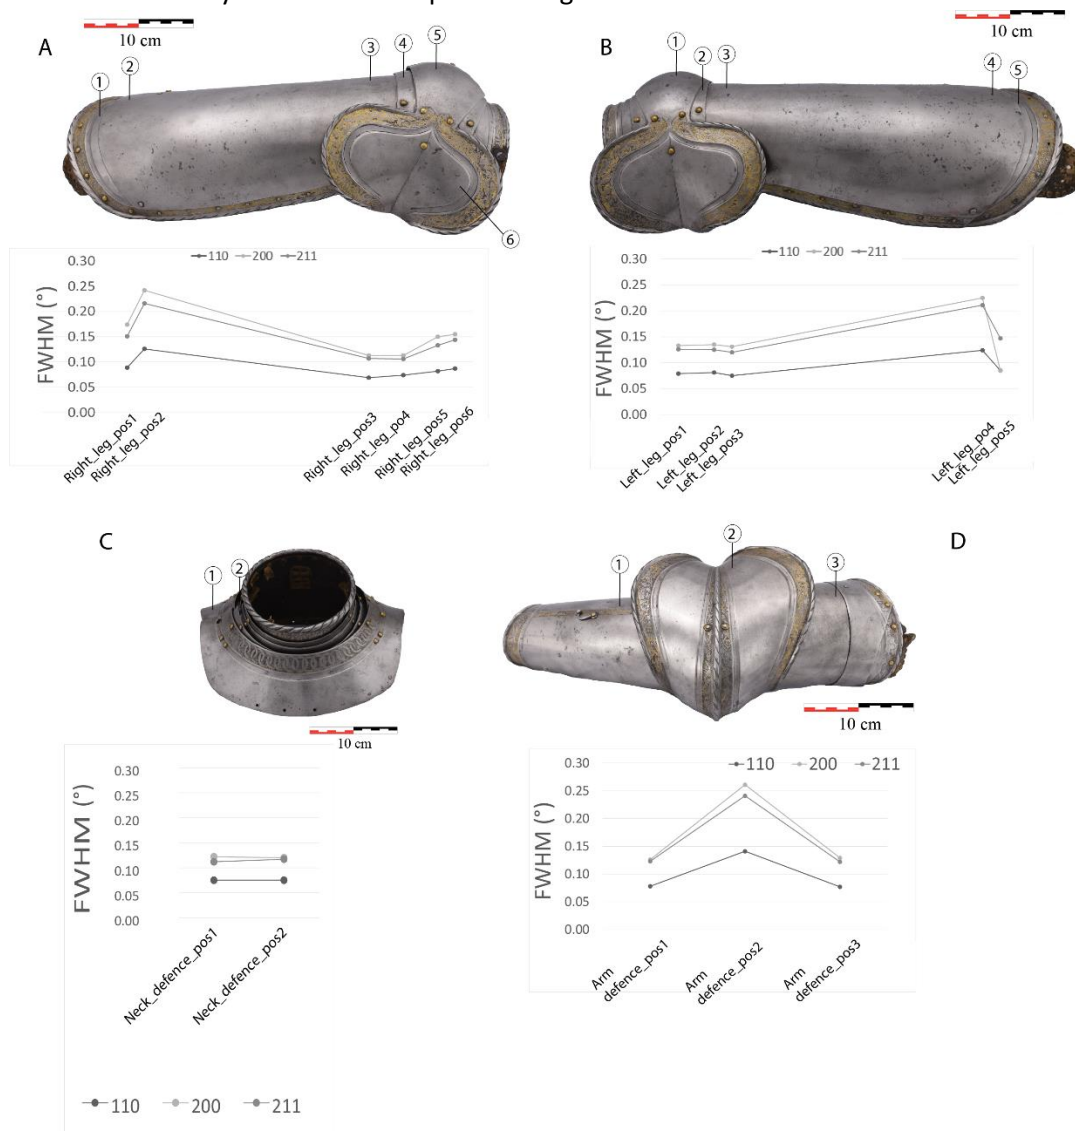 10 cm
A
1
2
3
4
5
6
110 200 211
FWHM (°)
0.30
0.25
0.20
0.15
0.10
0.05
0.00
Right_leg_pos1
Right_leg_pos2
Right_leg_pos3
Right_leg_po4
Right_leg_pos5
Right_leg_pos6
10 cm
B
1
2
3
4
5
110 200 211
FWHM (°)
0.30
0.25
0.20
0.15
0.10
0.05
0.00
Left_leg_pos1
Left_leg_pos2
Left_leg_pos3
Left_leg_po4
Left_leg_pos5
C
1
2
10 cm
FWHM (°)
0.30
0.25
0.20
0.15
0.10
0.05
0.00
Neck_defence_pos1
Neck_defence_pos2
110 200 211
D
1
2
3
10 cm
110 200 211
FWHM (°)
0.30
0.25
0.20
0.15
0.10
0.05
0.00
Arm
defence_pos1
Arm
defence_pos2
Arm
defence_pos3